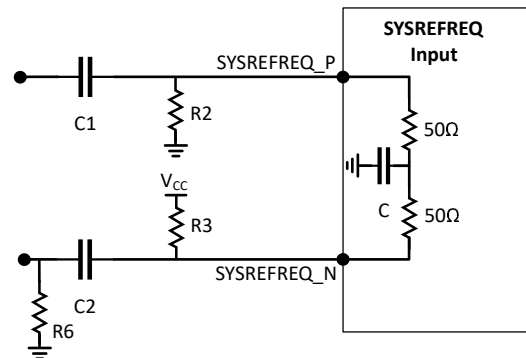 SYSREFREQ
Input
SYSREFREQ_P
C1
R2
50Ω
VCC
R3
C
50Ω
C2
SYSREFREQ_N
R6